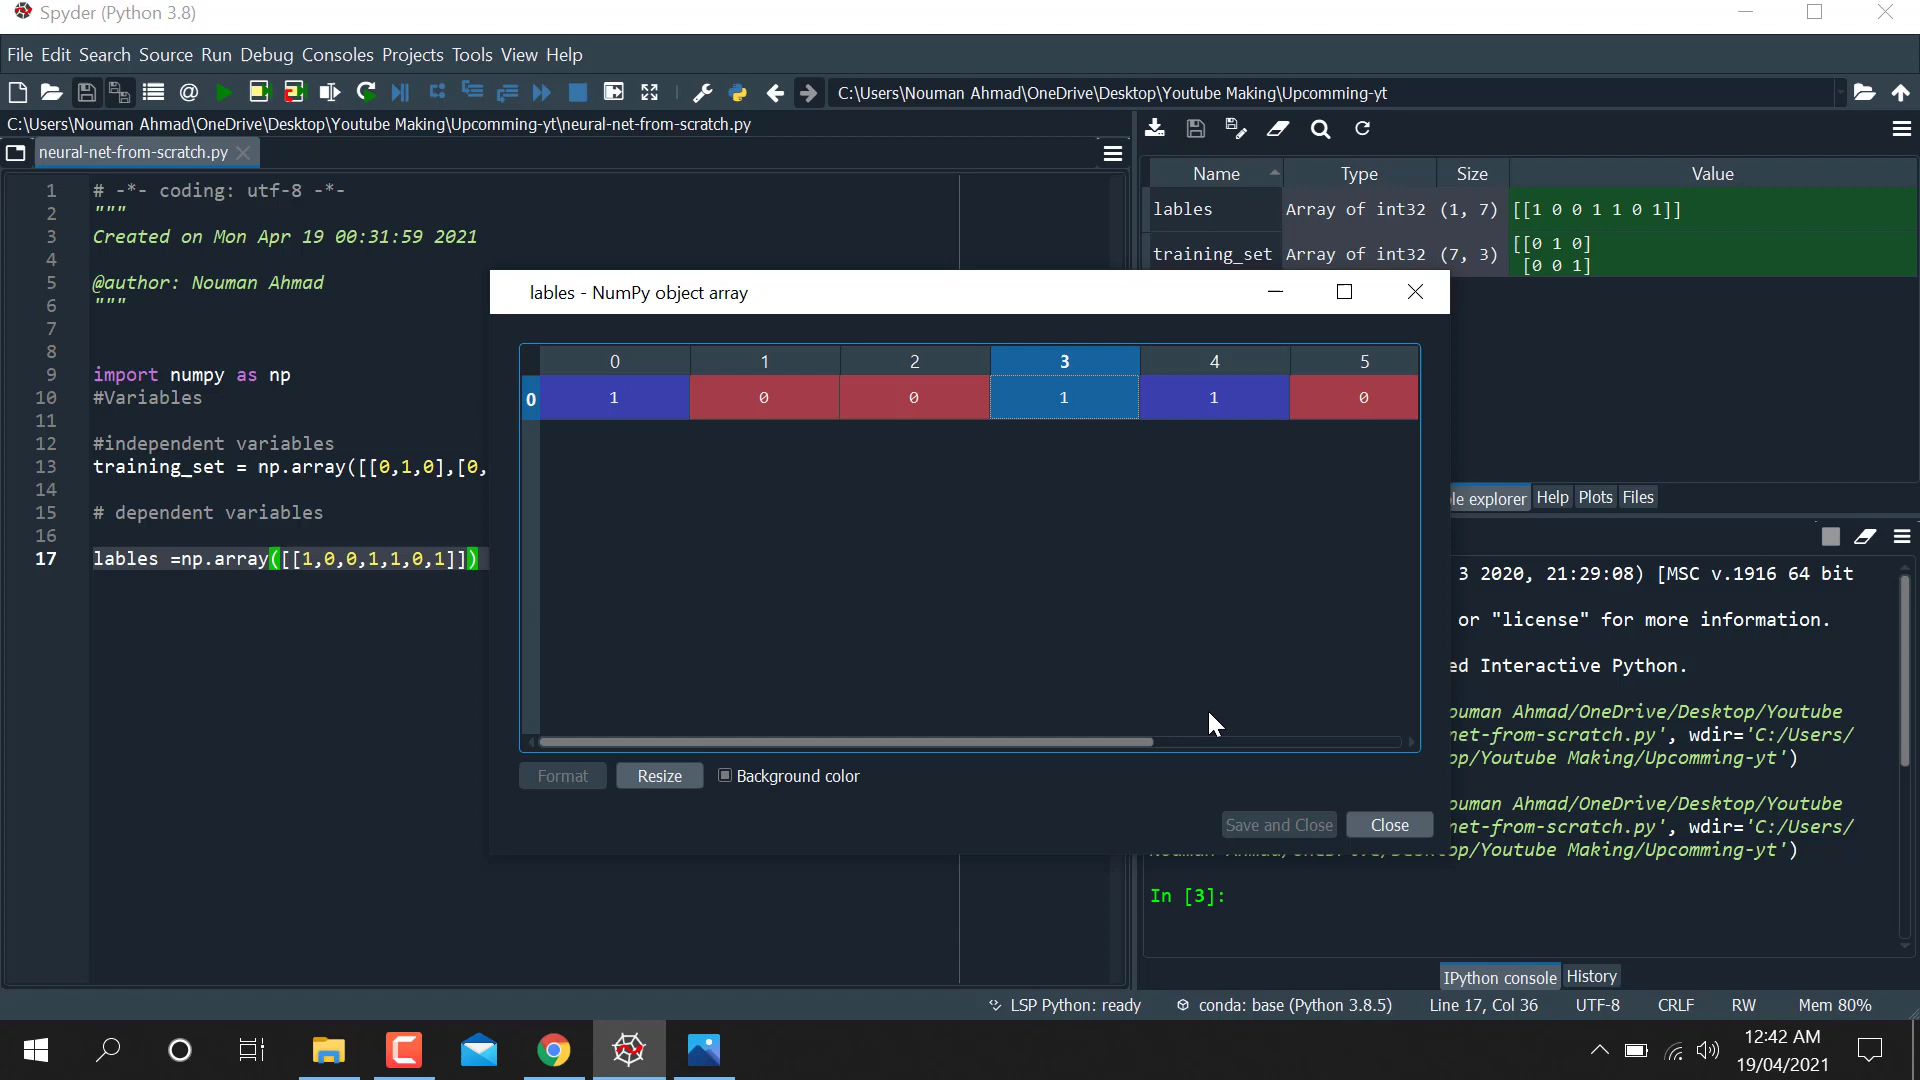 Spyder (Python 3.8)
File Edit Search Source Run Debug Consoles Projects Tools View Help
C:\Users\Nouman Ahmad\OneDrive\Desktop\Youtube Making\Upcomming-yt
C:\Users\Nouman Ahmad\OneDrive\Desktop\Youtube Making\Upcomming-yt\neural-net-from-scratch.py
neural-net-from-scratch.py
1 # -*- coding: utf-8 -*-
2 """
3 Created on Mon Apr 19 00:31:59 2021
4
5 @author: Nouman Ahmad
6 """
7
8
9 import numpy as np
10 #Variables
11
12 #independent variables
13 training_set = np.array([[0,1,0],[0,
14
15 # dependent variables
16
17 lables =np.array([[1,0,0,1,1,0,1]])
Name Type Size Value
lables Array of int32 (1, 7) [[1 0 0 1 1 0 1]]
training_set Array of int32 (7, 3) [[0 1 0]
[0 0 1]
lables - NumPy object array
0 1 2 3 4 5
0 1 0 0 1 1 0
Format Resize Background color
Save and Close Close
le explorer Help Plots Files
3 2020, 21:29:08) [MSC v.1916 64 bit
or "license" for more information.
ed Interactive Python.
ouman Ahmad/OneDrive/Desktop/Youtube
net-from-scratch.py', wdir='C:/Users/
op/Youtube Making/Upcomming-yt')
ouman Ahmad/OneDrive/Desktop/Youtube
net-from-scratch.py', wdir='C:/Users/
op/Youtube Making/Upcomming-yt')
In [3]:
IPython console History
LSP Python: ready conda: base (Python 3.8.5) Line 17, Col 36 UTF-8 CRLF RW Mem 80%
12:42 AM
19/04/2021